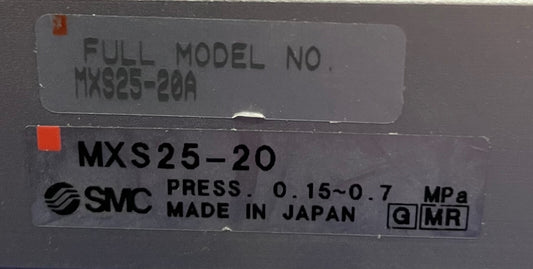 FULL MODEL NO.
MXS25-20A
MXS25-20
SMC PRESS. 0.15~0.7 MPa
MADE IN JAPAN G MR